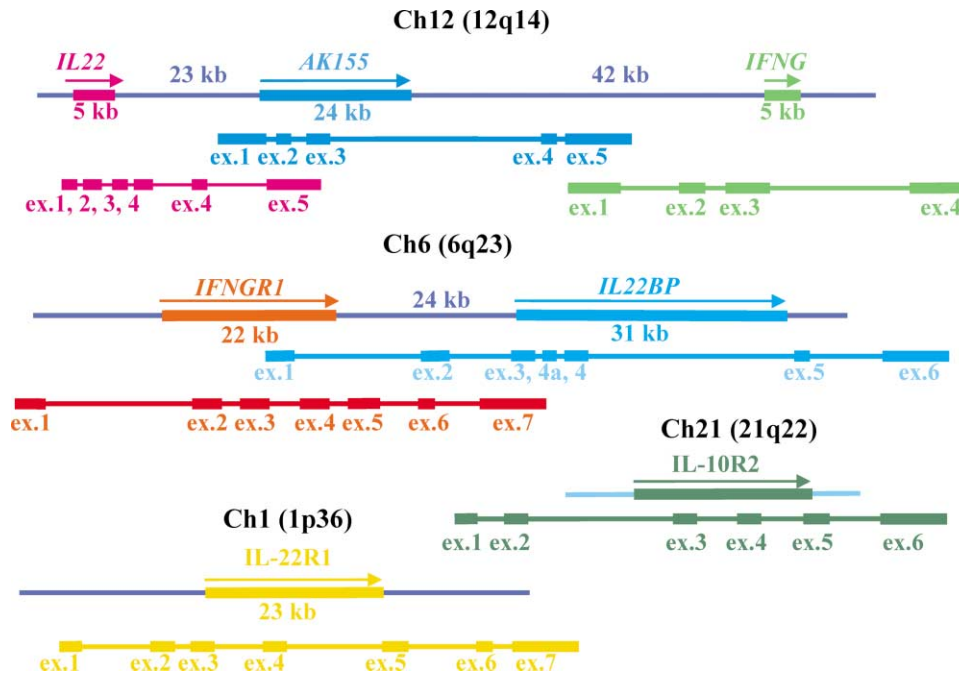 Ch12 (12q14)
IL22 AK155 IFNG
23 kb 42 kb
5 kb 24 kb 5 kb
ex.1 ex.2 ex.3 ex.4 ex.5
ex.1, 2, 3, 4 ex.4 ex.5
ex.1 ex.2 ex.3 ex.4
Ch6 (6q23)
IFNGR1 24 kb IL22BP
22 kb 31 kb
ex.1 ex.2 ex.3, 4a, 4 ex.5 ex.6
ex.1 ex.2 ex.3 ex.4 ex.5 ex.6 ex.7
Ch21 (21q22)
IL-10R2
ex.1 ex.2 ex.3 ex.4 ex.5 ex.6
Ch1 (1p36)
IL-22R1
23 kb
ex.1 ex.2 ex.3 ex.4 ex.5 ex.6 ex.7